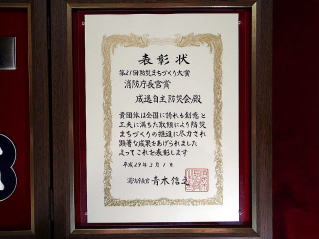 表彰状
第21回防災まちづくり大賞
消防庁長官賞
成道自主防災会殿
貴団体は全国に誇れる創意と
工夫に満ちた取組により防災
まちづくりの推進に尽力され
顕著な成果をあげられました
よってこれを表彰します
平成29年3月1日
消防庁長官 青木信之